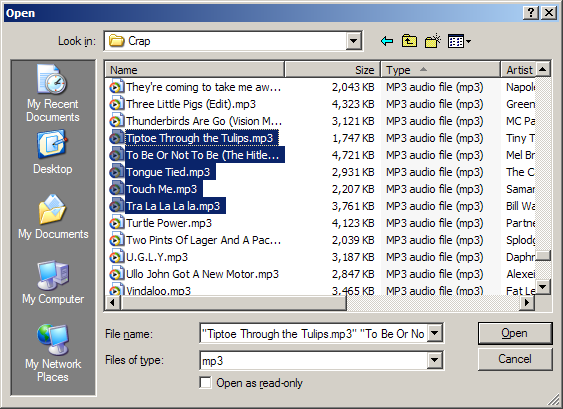 Open
Look in: Crap
Name Size Type Artist
They're coming to take me aw... 2,043 KB MP3 audio file (mp3) Napole
Three Little Pigs (Edit).mp3 4,323 KB MP3 audio file (mp3) Green
Thunderbirds Are Go (Vision M... 3,121 KB MP3 audio file (mp3) MC Pa
Tiptoe Through the Tulips.mp3 1,747 KB MP3 audio file (mp3) Tiny T
To Be Or Not To Be (The Hitle... 4,721 KB MP3 audio file (mp3) Mel Br
Tongue Tied.mp3 2,931 KB MP3 audio file (mp3) The Ca
Touch Me.mp3 2,207 KB MP3 audio file (mp3) Saman
Tra La La La la.mp3 3,761 KB MP3 audio file (mp3) Bill Wa
Turtle Power.mp3 4,123 KB MP3 audio file (mp3) Partne
Two Pints Of Lager And A Pac... 2,039 KB MP3 audio file (mp3) Splodg
U.G.L.Y.mp3 3,187 KB MP3 audio file (mp3) Daphn
Ullo John Got A New Motor.mp3 2,847 KB MP3 audio file (mp3) Alexei
Vindaloo.mp3 3,465 KB MP3 audio file (mp3) Fat Le
My Recent
Documents
Desktop
My Documents
My Computer
My Network
Places
File name: "Tiptoe Through the Tulips.mp3" "To Be Or No Open
Files of type: mp3 Cancel
Open as read-only